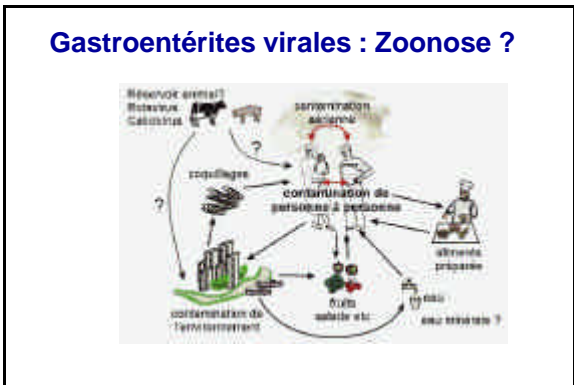 Gastroentérites virales : Zoonose ?
Réservoir animal?
Rotavirus
Calicivirus
contamination
aérienne
?
coquillages
?
contamination de
personne à personne
aliments
préparés
contamination de
l'environnement
fruits
salade etc
eau
eau minérale ?